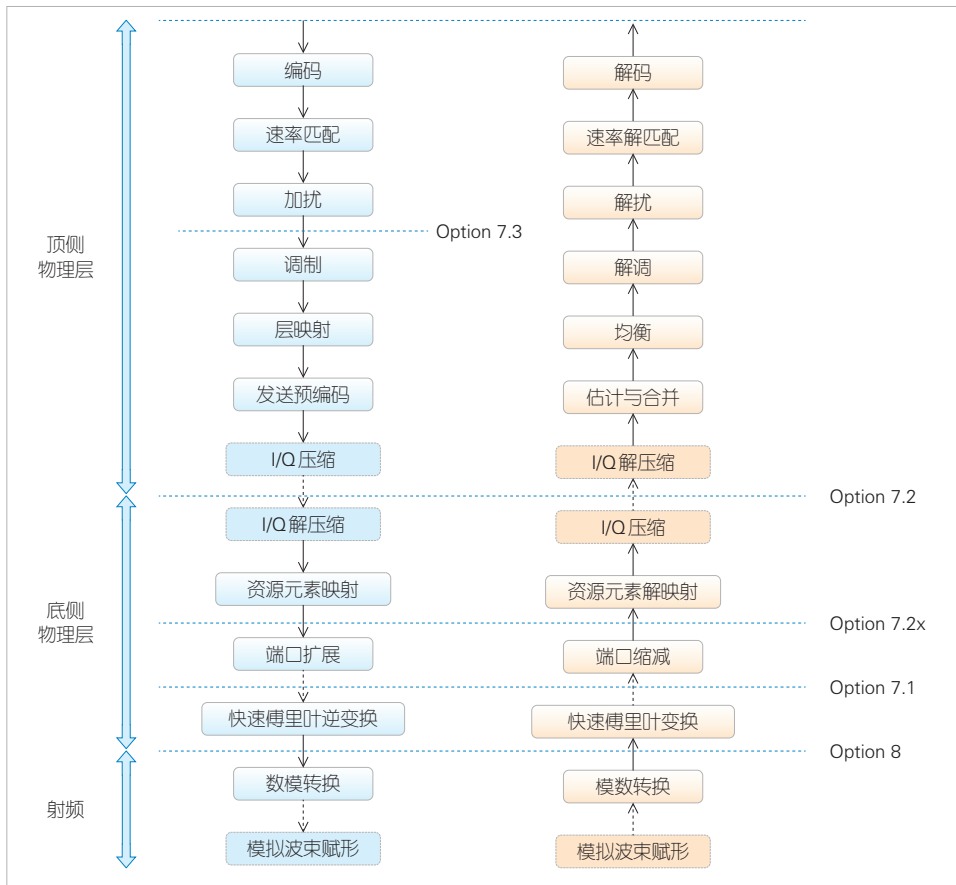 编码
解码
速率匹配
速率解匹配
加扰
解扰
Option 7.3
顶侧
物理层
调制
解调
层映射
均衡
发送预编码
估计与合并
I/Q 压缩
I/Q 解压缩
Option 7.2
I/Q 解压缩
I/Q 压缩
资源元素映射
资源元素解映射
底侧
物理层
Option 7.2x
端口扩展
端口缩减
Option 7.1
快速傅里叶逆变换
快速傅里叶变换
Option 8
射频
数模转换
模数转换
模拟波束赋形
模拟波束赋形